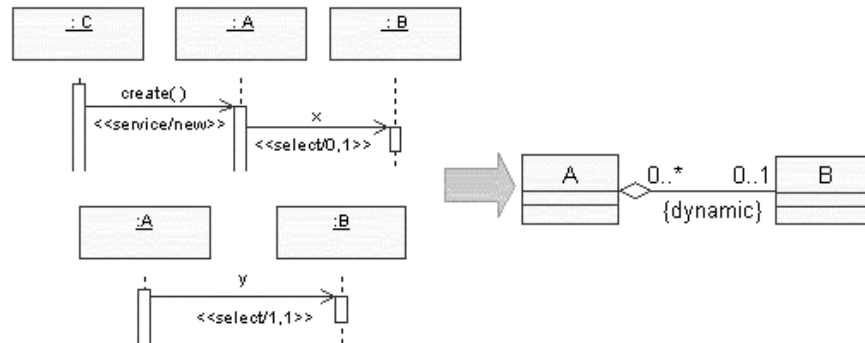 : C
: A
: B
create()
<<service/new>>
x
<<select/0,1>>
:A
:B
y
<<select/1,1>>
A
0..*
0..1
B
{dynamic}